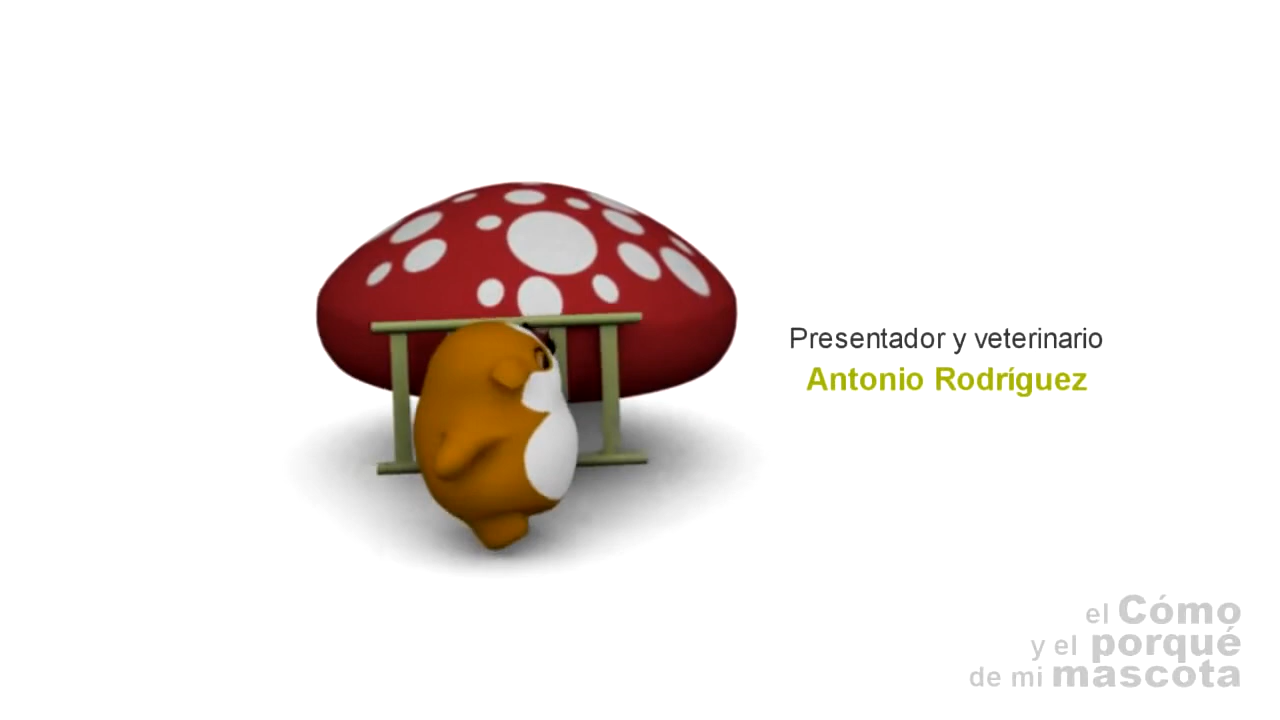 Presentador y veterinario
Antonio Rodríguez
el Cómo
y el porqué
de mi mascota